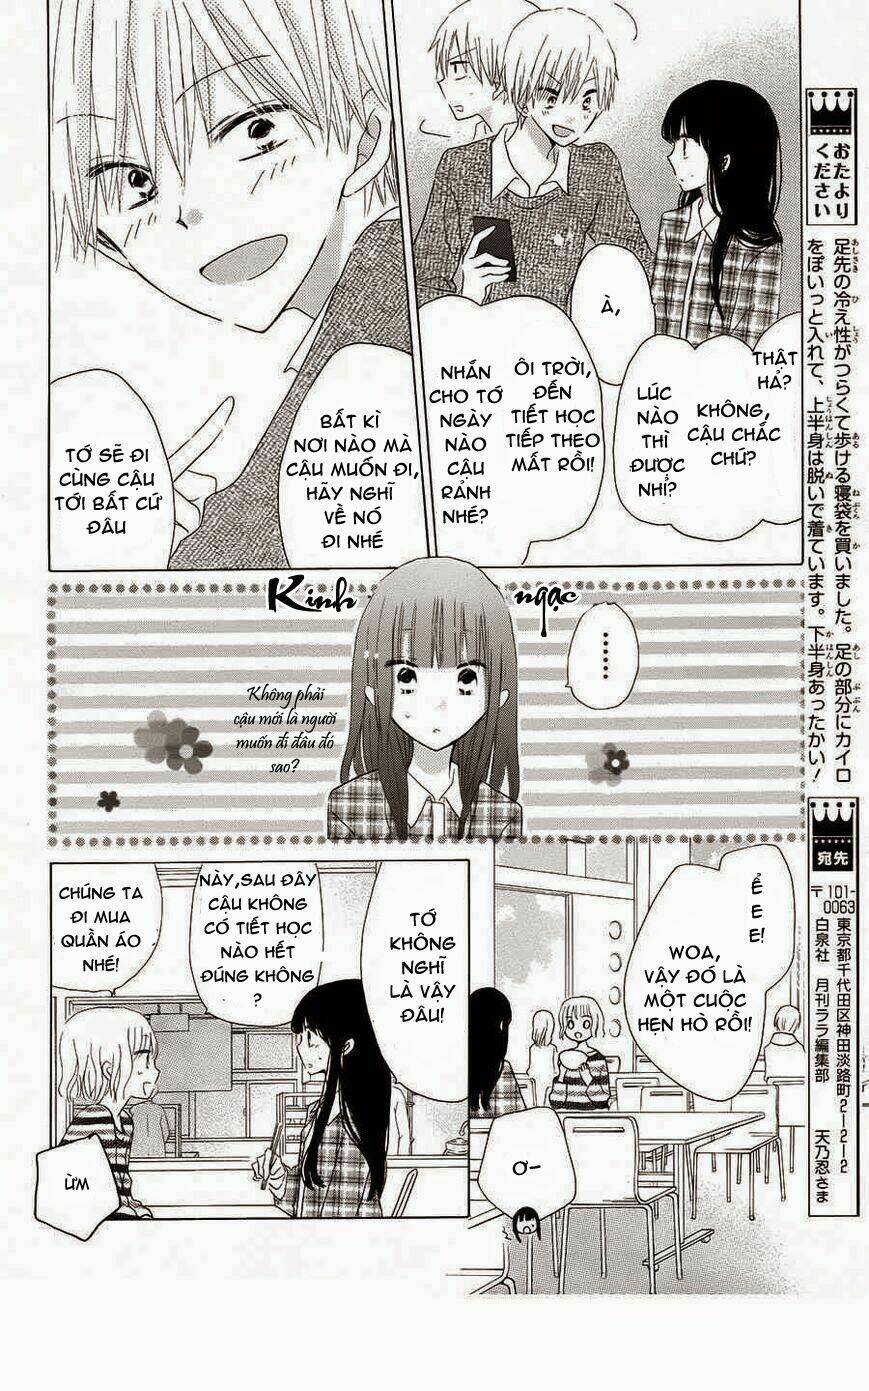 À,
THẬT
HẢ?
KHÔNG,
CẬU CHẮC
CHỨ?
LÚC
NÀO
THÌ
ĐƯỢC
NHỈ?
ÔI TRỜI,
ĐẾN
TIẾT HỌC
TIẾP THEO
MẤT RỒI!
NHẮN
CHO TỚ
NGÀY
NÀO
CẬU
RẢNH
NHÉ?
BẤT KÌ
NƠI NÀO MÀ
CẬU MUỐN ĐI,
HÃY NGHĨ
VỀ NÓ
ĐI NHÉ
TỚ SẼ ĐI
CÙNG CẬU
TỚI BẤT CỨ
ĐÂU
Kinh ngạc
Không phải
cậu mới là người
muốn đi đâu đó
sao?
ỂEE!
WOA,
VẬY ĐÓ LÀ
MỘT CUỘC
HẸN HÒ RỒI!
Ơ-
TỚ
KHÔNG
NGHĨ
LÀ VẬY
ĐÂU!
NÀY,SAU ĐÂY
CẬU KHÔNG
CÓ TIẾT HỌC
NÀO HẾT
ĐÚNG KHÔNG
?
CHÚNG TA
ĐI MUA
QUẦN ÁO
NHÉ!
ỪM
おたより
ください
足先の冷え性がつらくて歩ける寝袋を買いました。足の部分にカイロ
をぽいっと入れて、上半身は脱いで着ています。下半身あったかい!
宛先
〒101-0063 東京都千代田区神田淡路町2-2-2
白泉社 月刊ララ編集部 天乃忍さま